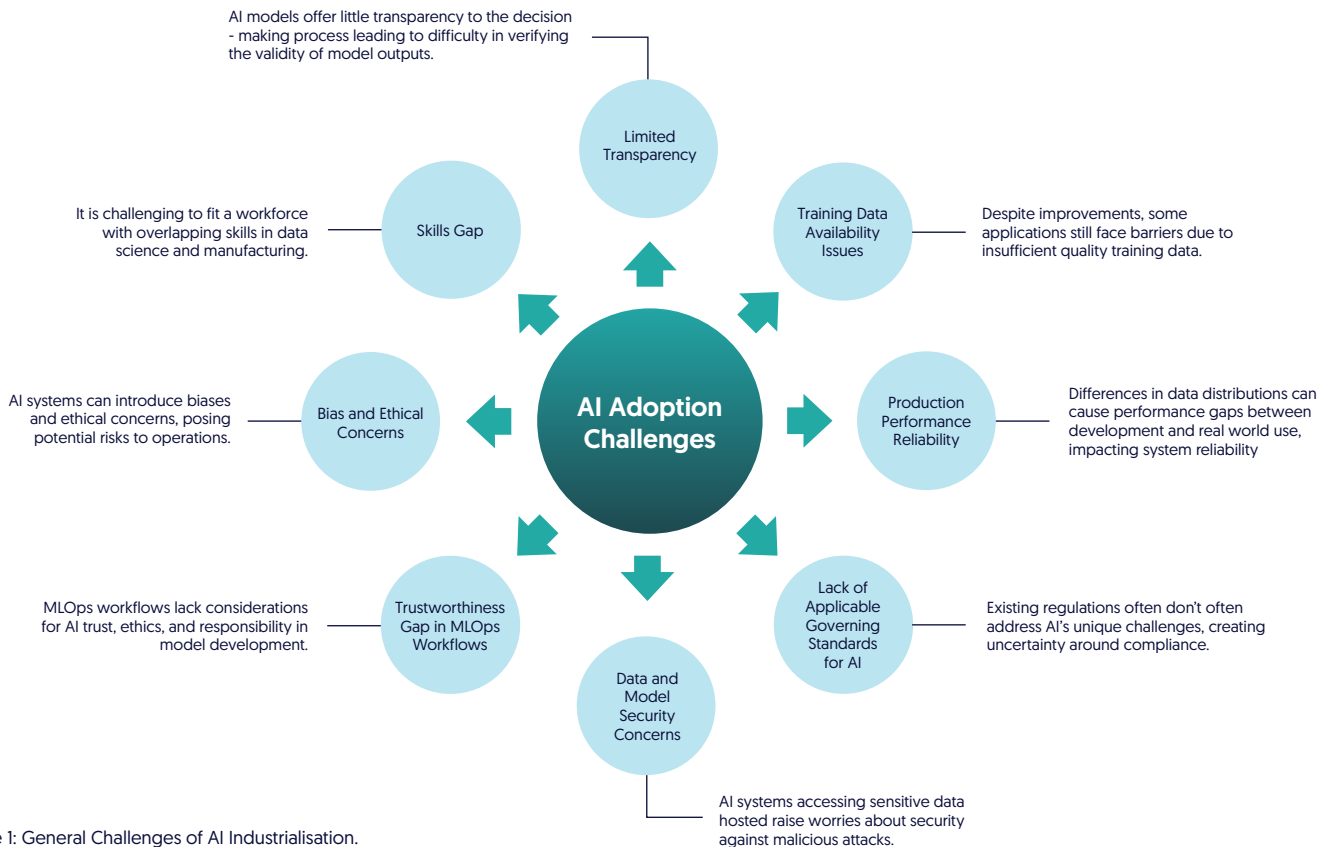 AI models offer little transparency to the decision
- making process leading to difficulty in verifying
the validity of model outputs.
Limited
Transparency
Training Data
Availability
Issues
Despite improvements, some
applications still face barriers due to
insufficient quality training data.
Production
Performance
Reliability
Differences in data distributions can
cause performance gaps between
development and real world use,
impacting system reliability
Lack of
Applicable
Governing
Standards
for AI
Existing regulations often don’t often
address AI’s unique challenges, creating
uncertainty around compliance.
Data and
Model
Security
Concerns
AI systems accessing sensitive data
hosted raise worries about security
against malicious attacks.
Trustworthiness
Gap in MLOps
Workflows
MLOps workflows lack considerations
for AI trust, ethics, and responsibility in
model development.
Bias and Ethical
Concerns
AI systems can introduce biases
and ethical concerns, posing
potential risks to operations.
Skills Gap
It is challenging to fit a workforce
with overlapping skills in data
science and manufacturing.
AI Adoption
Challenges
1: General Challenges of AI Industrialisation.